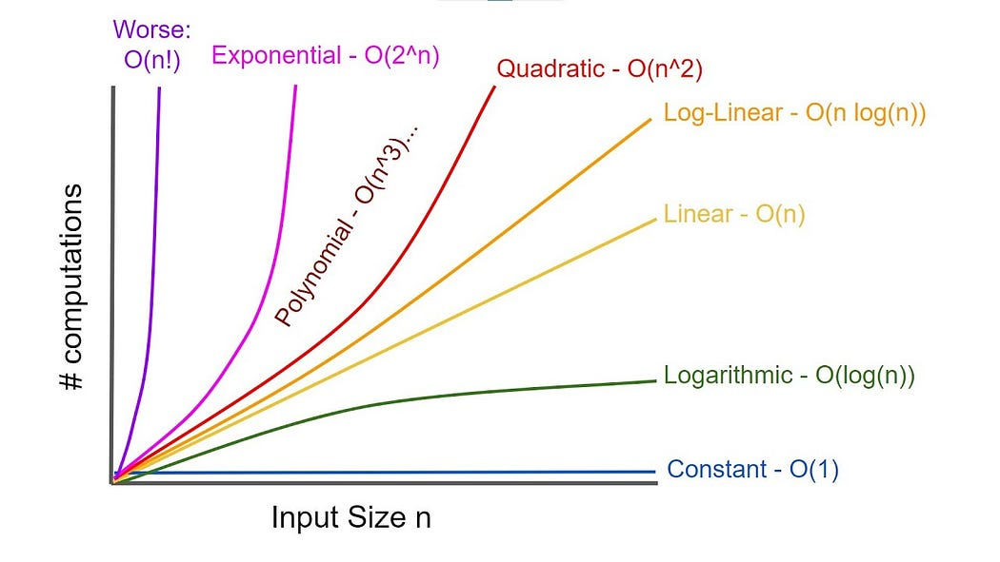 Worse:
O(n!)
Exponential - O(2^n)
Quadratic - O(n^2)
Log-Linear - O(n log(n))
Polynomial - O(n^3)...
Linear - O(n)
# computations
Logarithmic - O(log(n))
Constant - O(1)
Input Size n